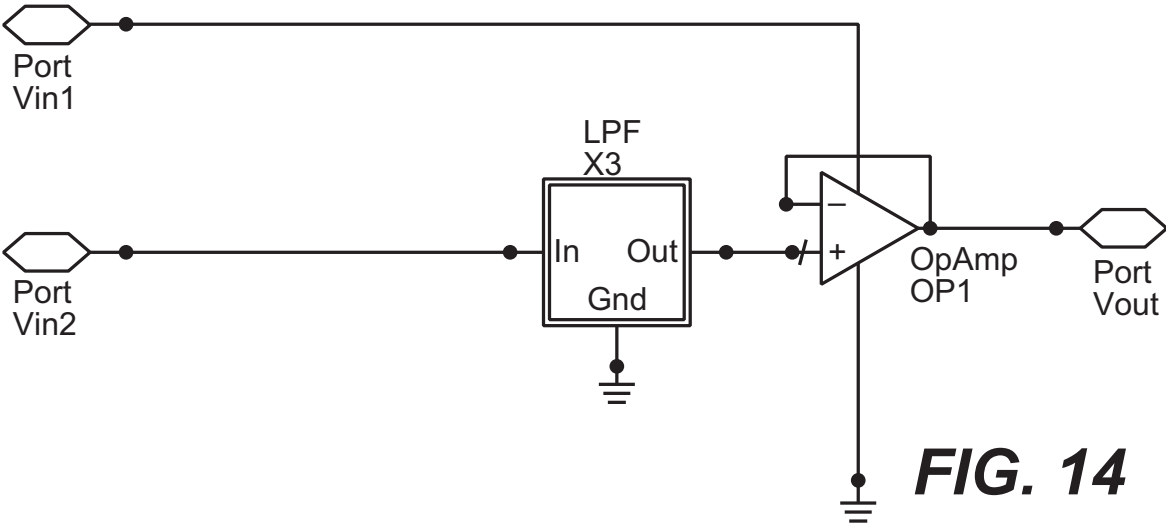 Port
Vin1
LPF
X3
In Out
Gnd
–
+
OpAmp
OP1
Port
Vout
Port
Vin2
FIG. 14